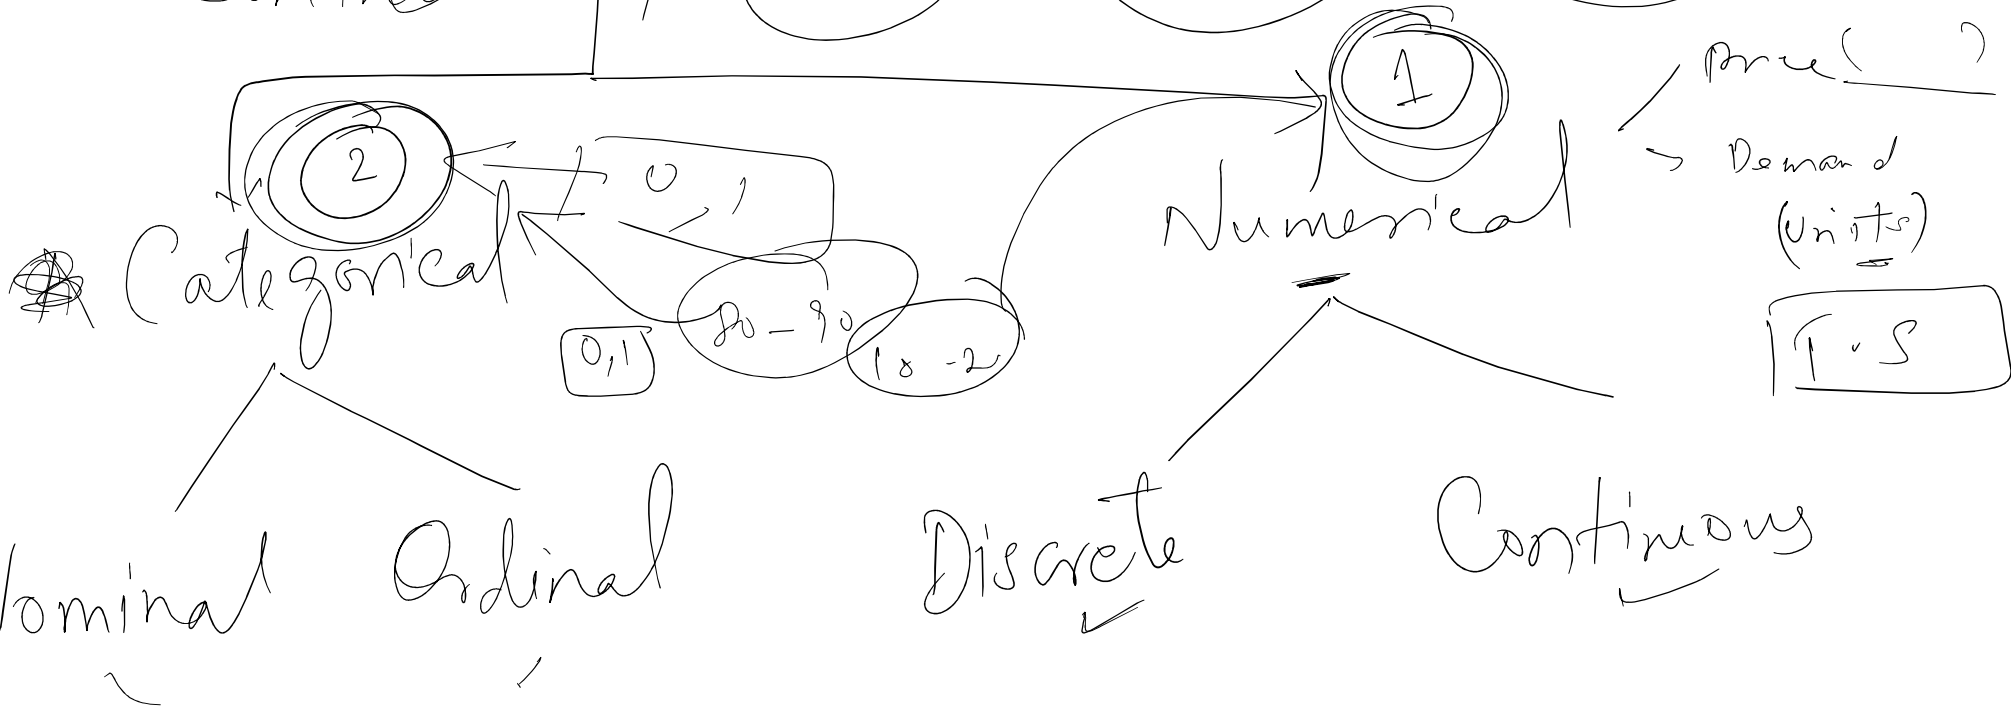 1
Price ( )
2
0, 1
Demand
(Units)
Numerical
Categorical
80-90
0,1
10-2
T.S
Nominal
Ordinal
Discrete
Continuous